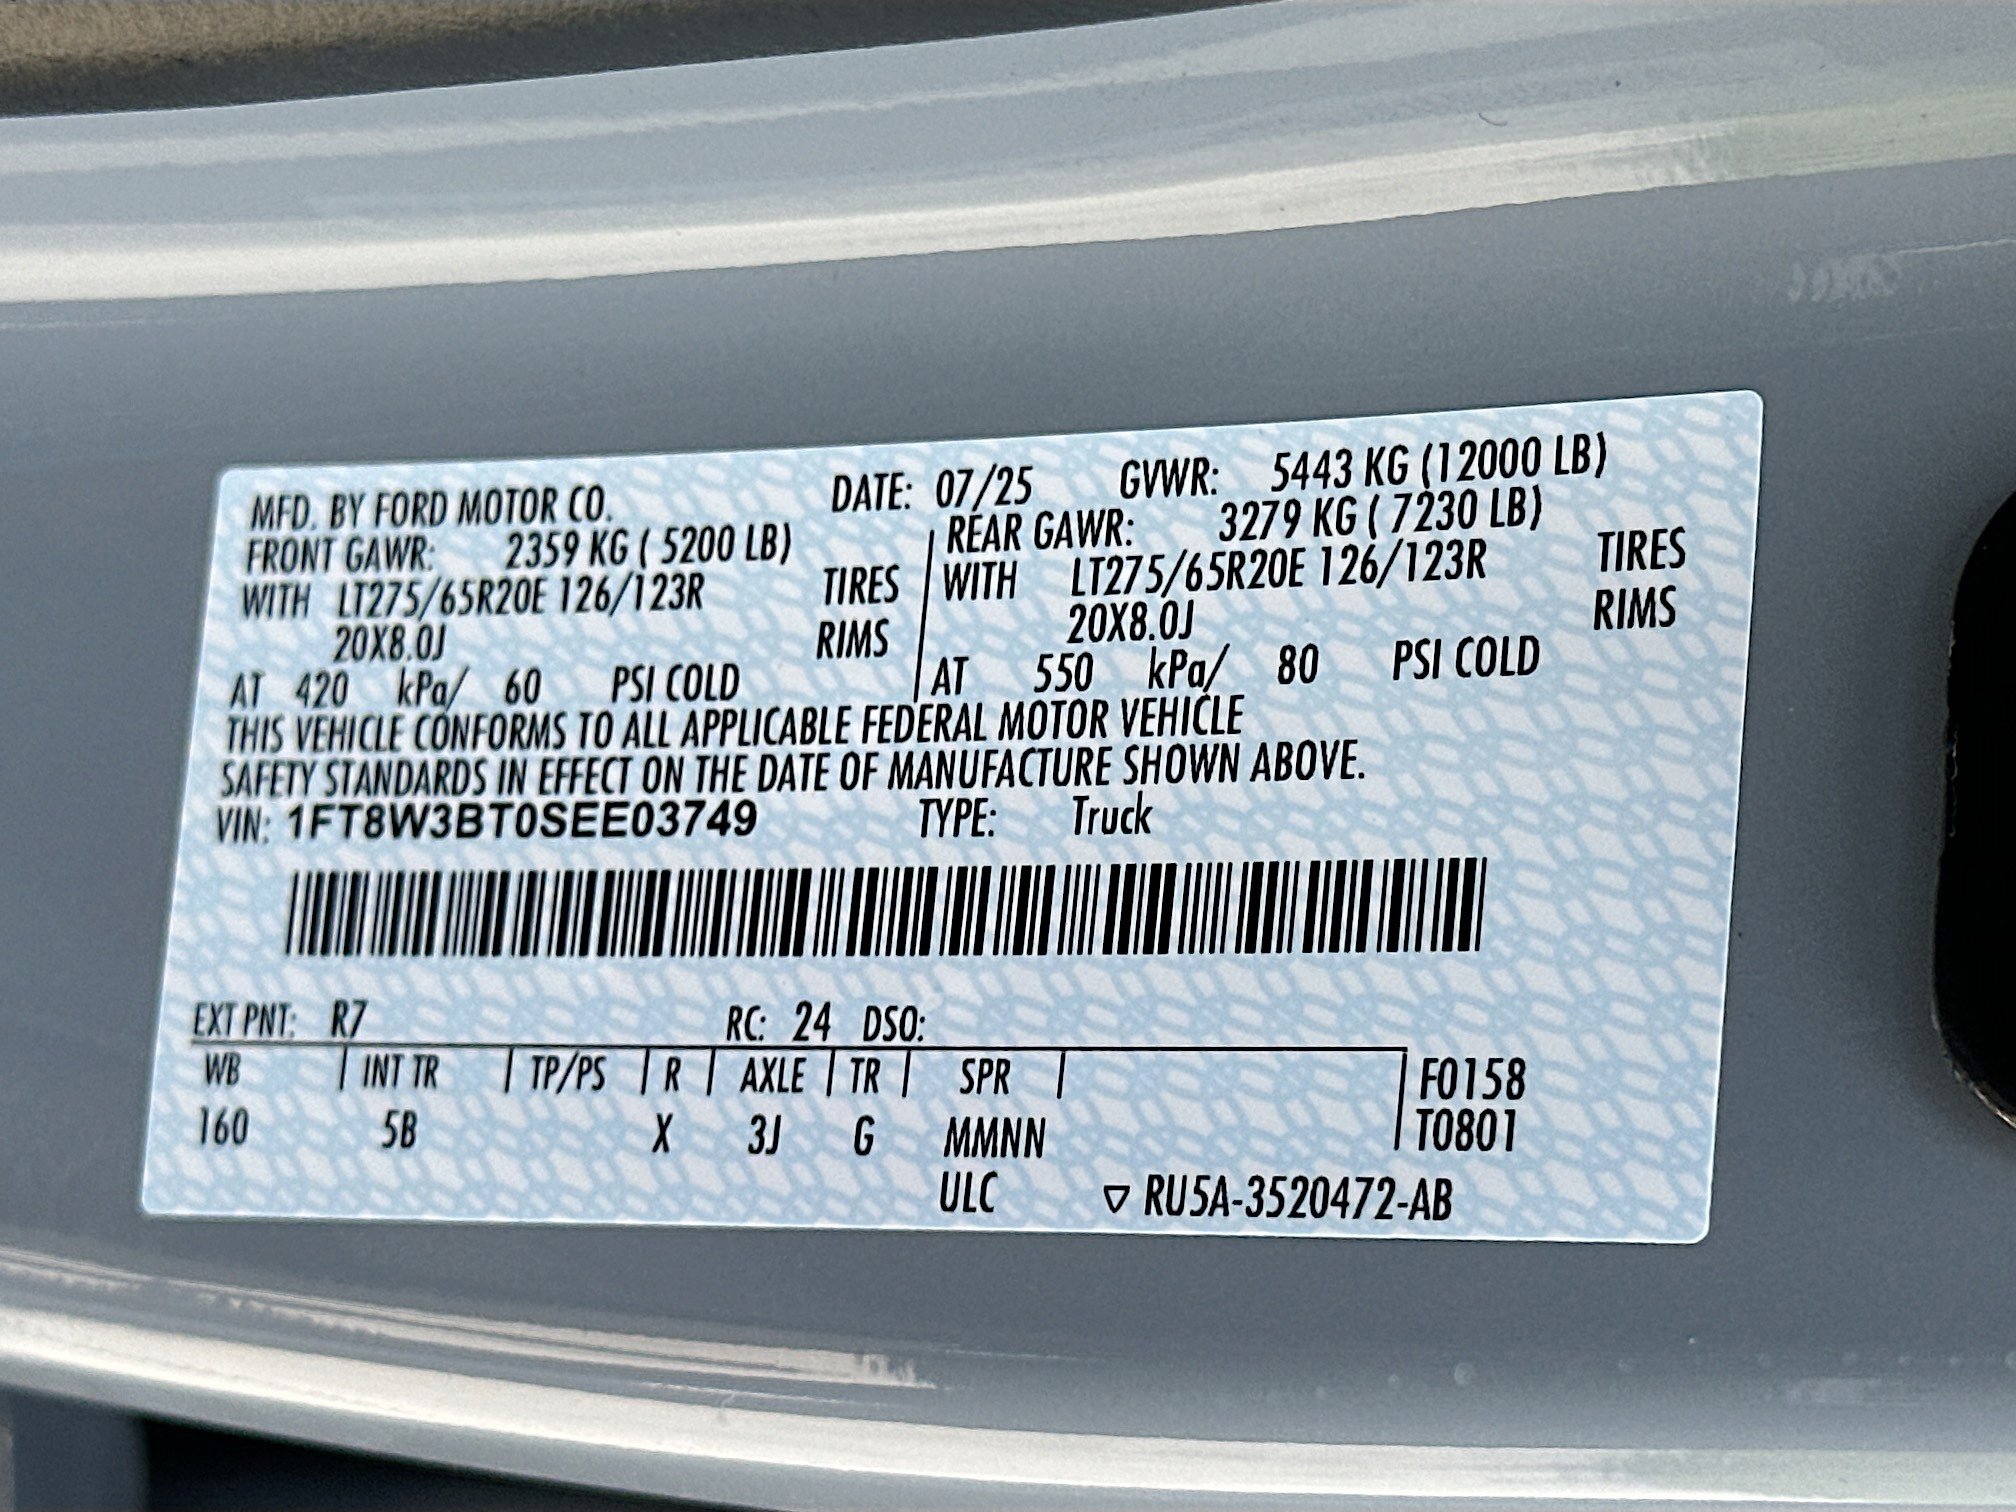 MFD. BY FORD MOTOR CO. DATE: 07/25 GVWR: 5443 KG (12000 LB)
FRONT GAWR: 2359 KG ( 5200 LB) REAR GAWR: 3279 KG ( 7230 LB)
WITH LT275/65R20E 126/123R TIRES WITH LT275/65R20E 126/123R TIRES
20X8.0J RIMS 20X8.0J RIMS
AT 420 kPa/ 60 PSI COLD AT 550 kPa/ 80 PSI COLD
THIS VEHICLE CONFORMS TO ALL APPLICABLE FEDERAL MOTOR VEHICLE
SAFETY STANDARDS IN EFFECT ON THE DATE OF MANUFACTURE SHOWN ABOVE.
VIN: 1FT8W3BT0SEE03749 TYPE: Truck
EXT PNT: R7 RC: 24 DSO:
WB INT TR TP/PS R AXLE TR SPR F0158
160 5B X 3J G MMNN T0801
ULC ▽ RU5A-3520472-AB